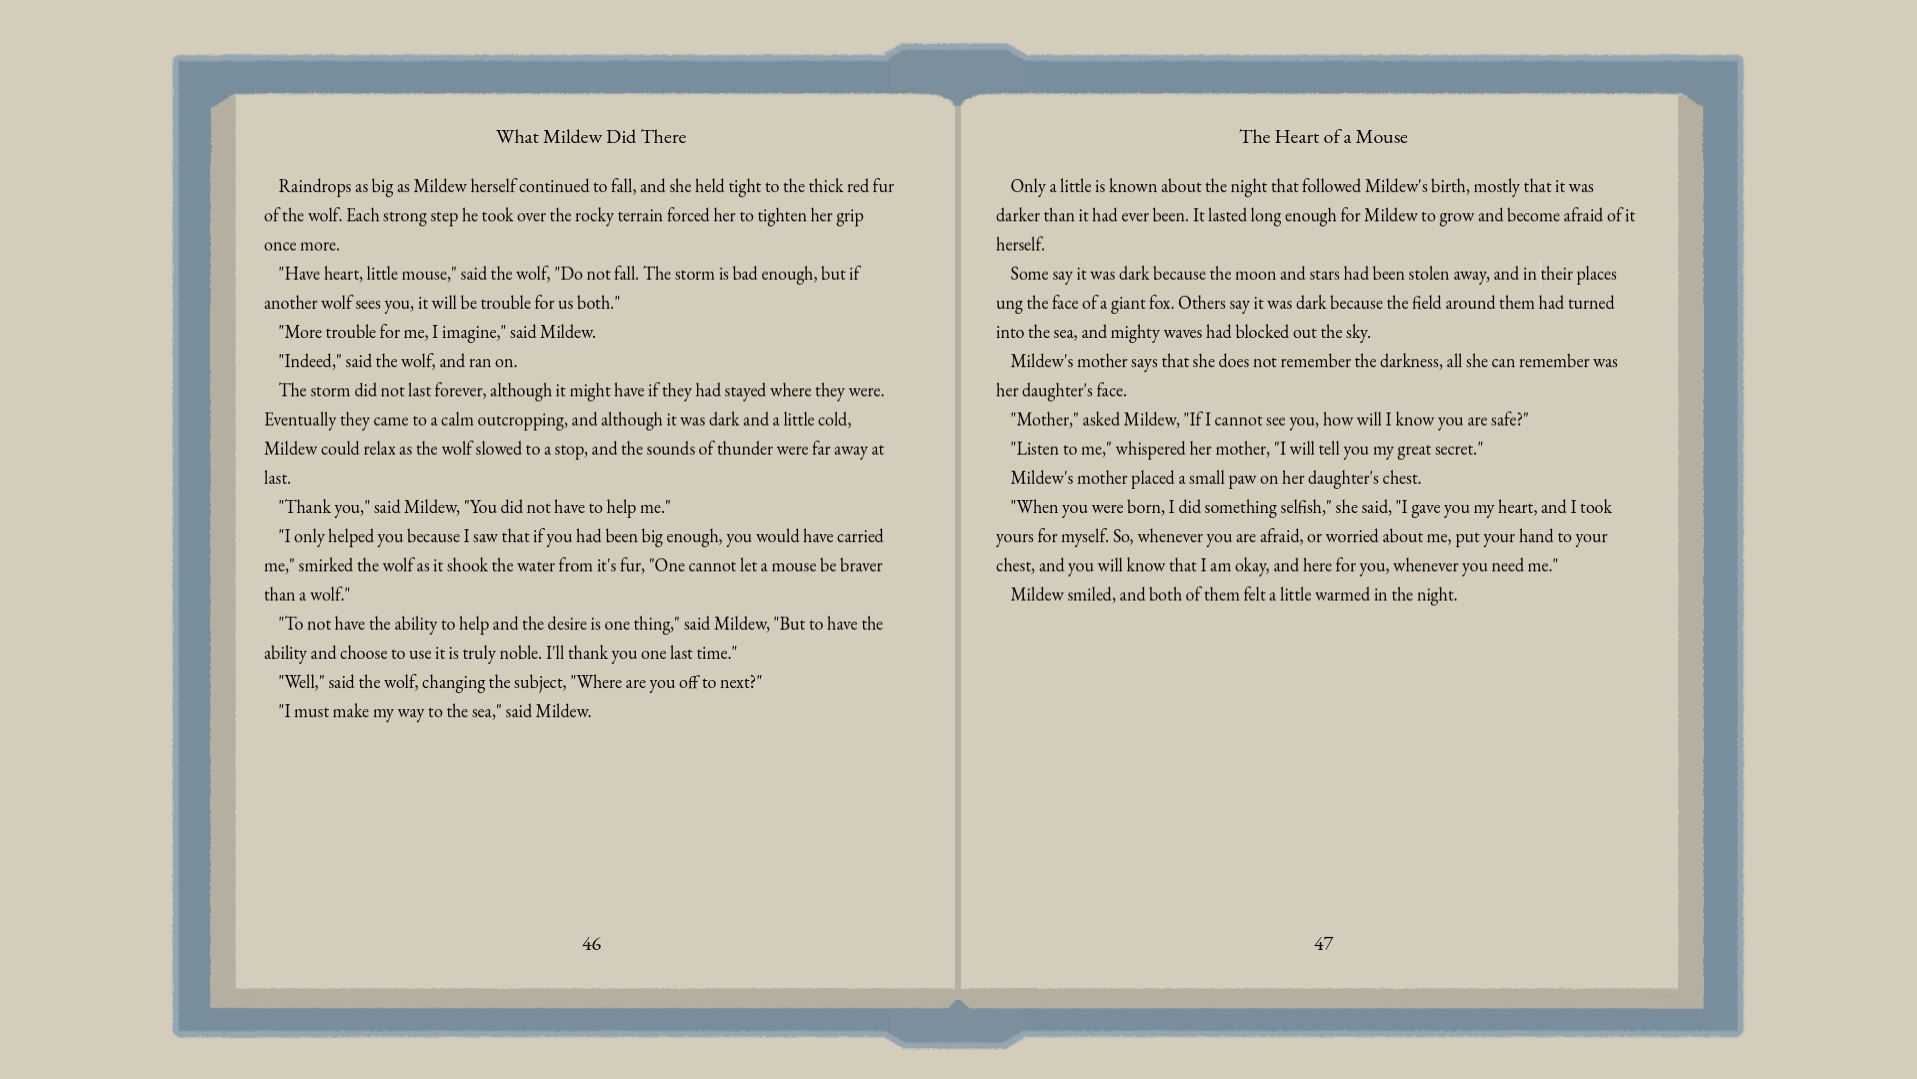 What Mildew Did There
Raindrops as big as Mildew herself continued to fall, and she held tight to the thick red fur
of the wolf. Each strong step he took over the rocky terrain forced her to tighten her grip
once more.
"Have heart, little mouse," said the wolf, "Do not fall. The storm is bad enough, but if
another wolf sees you, it will be trouble for us both."
"More trouble for me, I imagine," said Mildew.
"Indeed," said the wolf, and ran on.
The storm did not last forever, although it might have if they had stayed where they were.
Eventually they came to a calm outcropping, and although it was dark and a little cold,
Mildew could relax as the wolf slowed to a stop, and the sounds of thunder were far away at
last.
"Thank you," said Mildew, "You did not have to help me."
"I only helped you because I saw that if you had been big enough, you would have carried
me," smirked the wolf as it shook the water from it's fur, "One cannot let a mouse be braver
than a wolf."
"To not have the ability to help and the desire is one thing," said Mildew, "But to have the
ability and choose to use it is truly noble. I'll thank you one last time."
"Well," said the wolf, changing the subject, "Where are you off to next?"
"I must make my way to the sea," said Mildew.
46
The Heart of a Mouse
Only a little is known about the night that followed Mildew's birth, mostly that it was
darker than it had ever been. It lasted long enough for Mildew to grow and become afraid of it
herself.
Some say it was dark because the moon and stars had been stolen away, and in their places
ung the face of a giant fox. Others say it was dark because the field around them had turned
into the sea, and mighty waves had blocked out the sky.
Mildew's mother says that she does not remember the darkness, all she can remember was
her daughter's face.
"Mother," asked Mildew, "If I cannot see you, how will I know you are safe?"
"Listen to me," whispered her mother, "I will tell you my great secret."
Mildew's mother placed a small paw on her daughter's chest.
"When you were born, I did something selfish," she said, "I gave you my heart, and I took
yours for myself. So, whenever you are afraid, or worried about me, put your hand to your
chest, and you will know that I am okay, and here for you, whenever you need me."
Mildew smiled, and both of them felt a little warmed in the night.
47